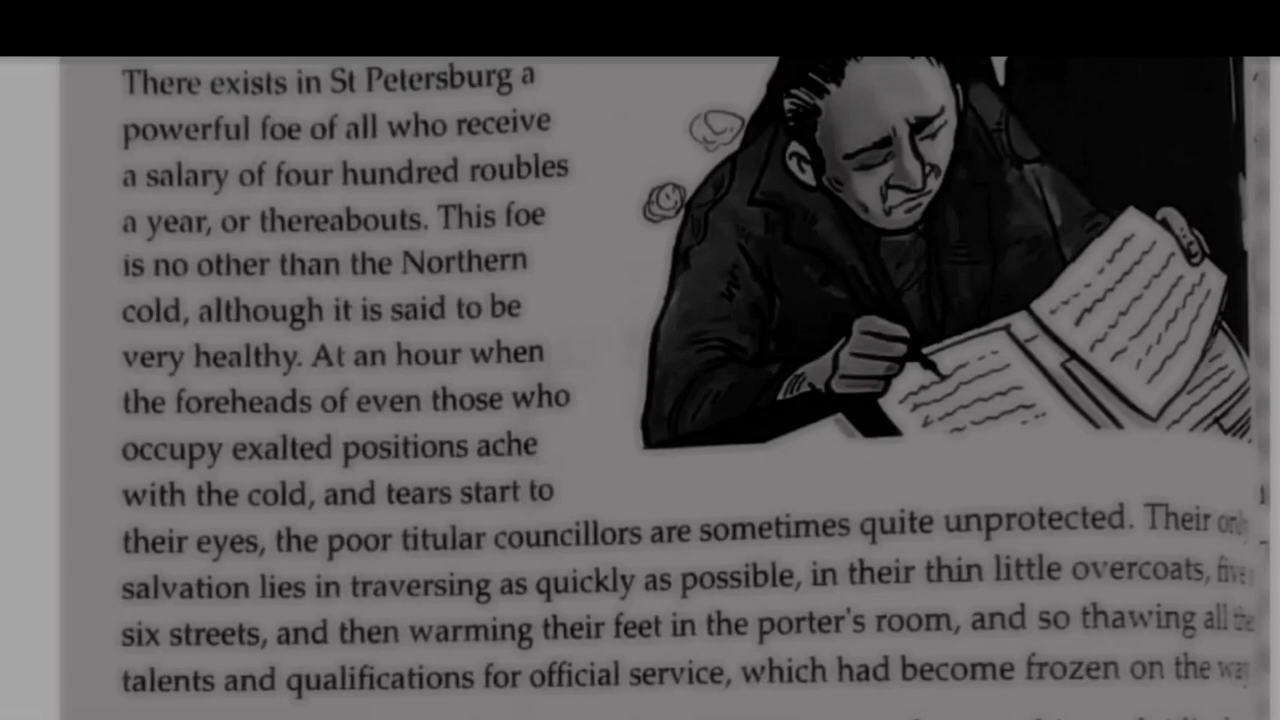 There exists in St Petersburg a
powerful foe of all who receive
a salary of four hundred roubles
a year, or thereabouts. This foe
is no other than the Northern
cold, although it is said to be
very healthy. At an hour when
the foreheads of even those who
occupy exalted positions ache
with the cold, and tears start to
their eyes, the poor titular councillors are sometimes quite unprotected. Their only
salvation lies in traversing as quickly as possible, in their thin little overcoats, five
six streets, and then warming their feet in the porter's room, and so thawing all the
talents and qualifications for official service, which had become frozen on the way